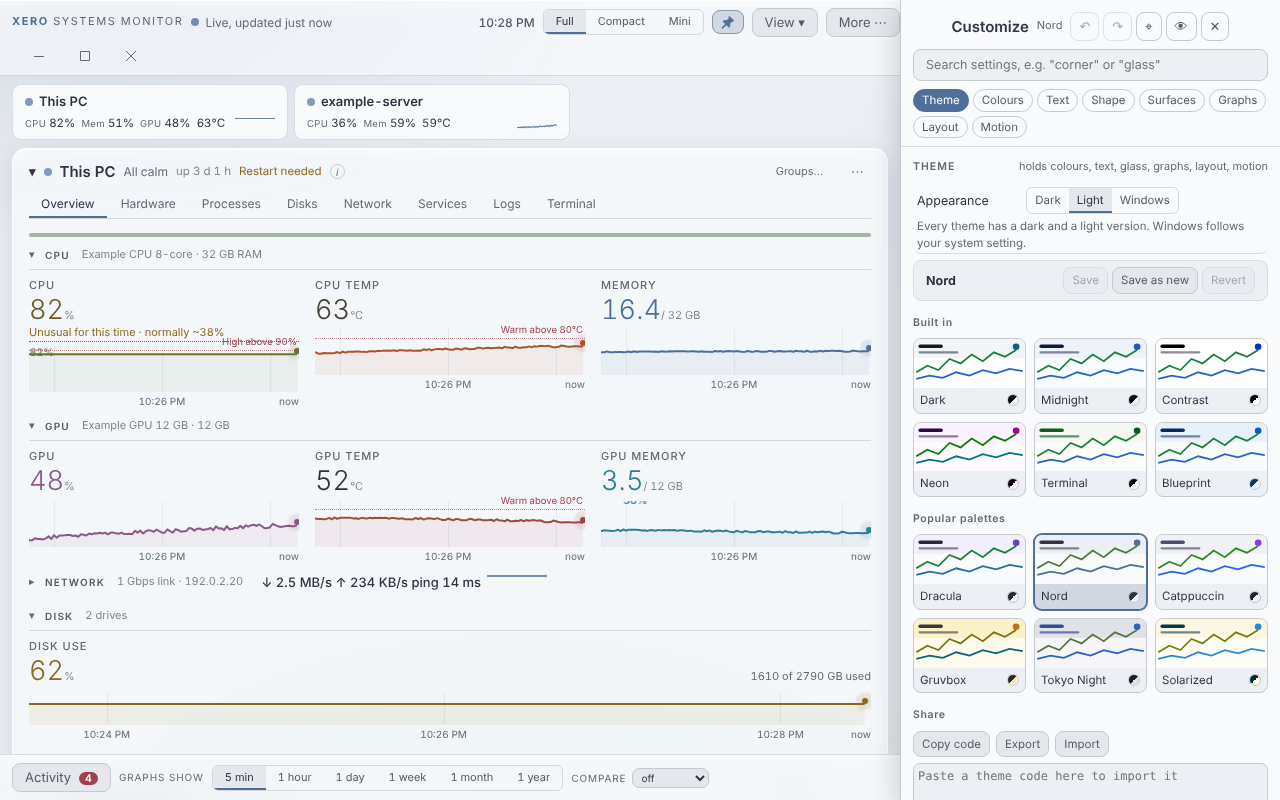 XERO SYSTEMS MONITOR Live, updated just now 10:28 PM Full Compact Mini View ▾ More ⋯
This PC
CPU 82% Mem 51% GPU 48% 63°C
example-server
CPU 36% Mem 59% 59°C
▾ This PC All calm up 3 d 1 h Restart needed i Groups... ⋯
Overview Hardware Processes Disks Network Services Logs Terminal
▾ CPU Example CPU 8-core · 32 GB RAM
CPU
82%
Unusual for this time · normally ~38%
High above 90%
82%
10:26 PM now
CPU TEMP
63°C
Warm above 80°C
10:26 PM now
MEMORY
16.4/ 32 GB
10:26 PM now
▾ GPU Example GPU 12 GB · 12 GB
GPU
48%
10:26 PM now
GPU TEMP
52°C
Warm above 80°C
10:26 PM now
GPU MEMORY
3.5/ 12 GB
10:26 PM now
▸ NETWORK 1 Gbps link · 192.0.2.20 ↓ 2.5 MB/s ↑ 234 KB/s ping 14 ms
▾ DISK 2 drives
DISK USE
62%
1610 of 2790 GB used
10:24 PM 10:26 PM 10:28 PM now
Activity 4 GRAPHS SHOW 5 min 1 hour 1 day 1 week 1 month 1 year COMPARE off
Customize Nord
Search settings, e.g. "corner" or "glass"
Theme Colours Text Shape Surfaces Graphs
Layout Motion
THEME holds colours, text, glass, graphs, layout, motion
Appearance Dark Light Windows
Every theme has a dark and a light version. Windows follows
your system setting.
Nord Save Save as new Revert
Built in
Dark Midnight Contrast
Neon Terminal Blueprint
Popular palettes
Dracula Nord Catppuccin
Gruvbox Tokyo Night Solarized
Share
Copy code Export Import
Paste a theme code here to import it